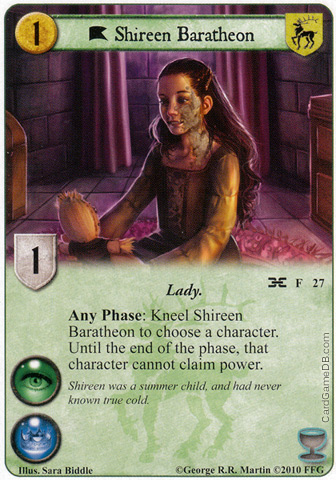 1 Shireen Baratheon
1
Lady.
F 27
Any Phase: Kneel Shireen
Baratheon to choose a character.
Until the end of the phase, that
character cannot claim power.
Shireen was a summer child, and had never
known true cold.
Illus. Sara Biddle ©George R.R. Martin ©2010 FFG
CardGameDB.com